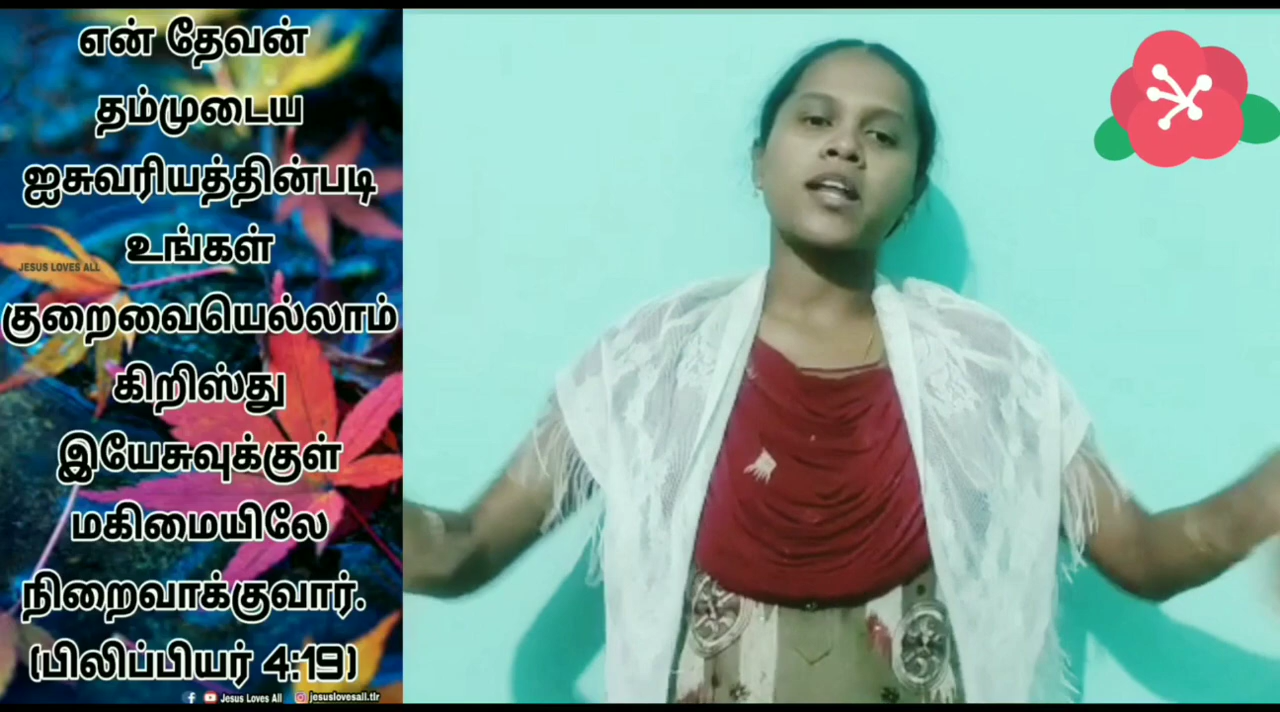 என் தேவன்
தம்முடைய
ஐசுவரியத்தின்படி
உங்கள்
JESUS LOVES ALL
குறைவையெல்லாம்
கிறிஸ்து
இயேசுவுக்குள்
மகிமையிலே
நிறைவாக்குவார்.
(பிலிப்பியர் 4:19)
Jesus Loves All jesuslovesall.tlr